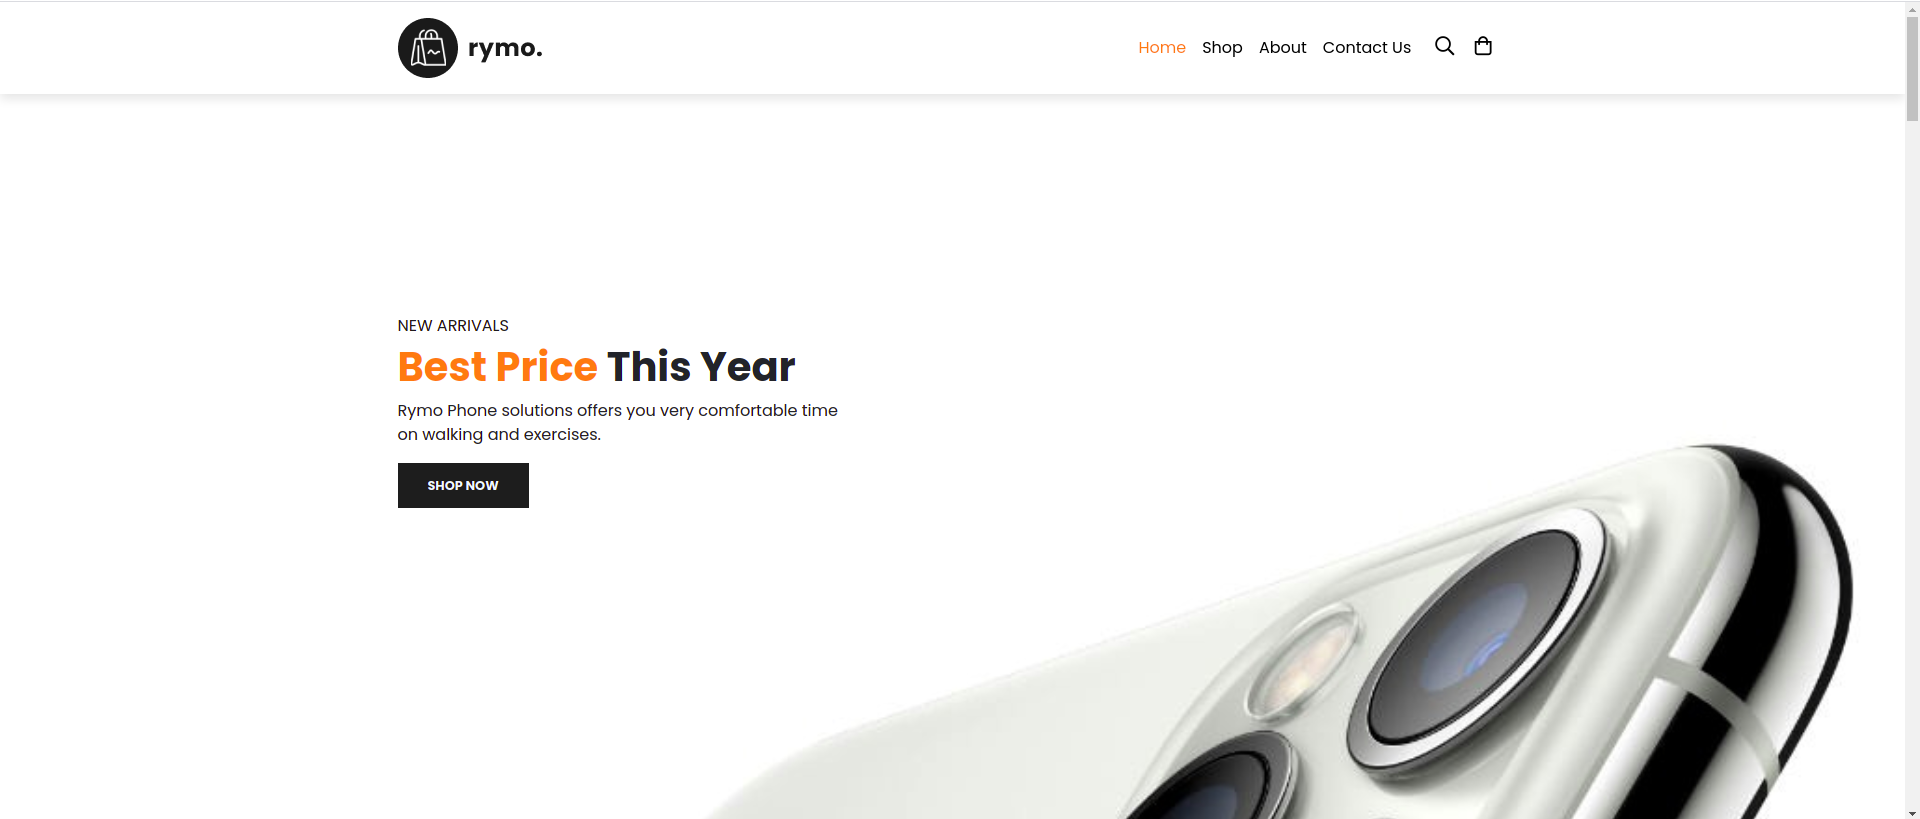 rymo.
Home Shop About Contact Us
NEW ARRIVALS
Best Price This Year
Rymo Phone solutions offers you very comfortable time
on walking and exercises.
SHOP NOW